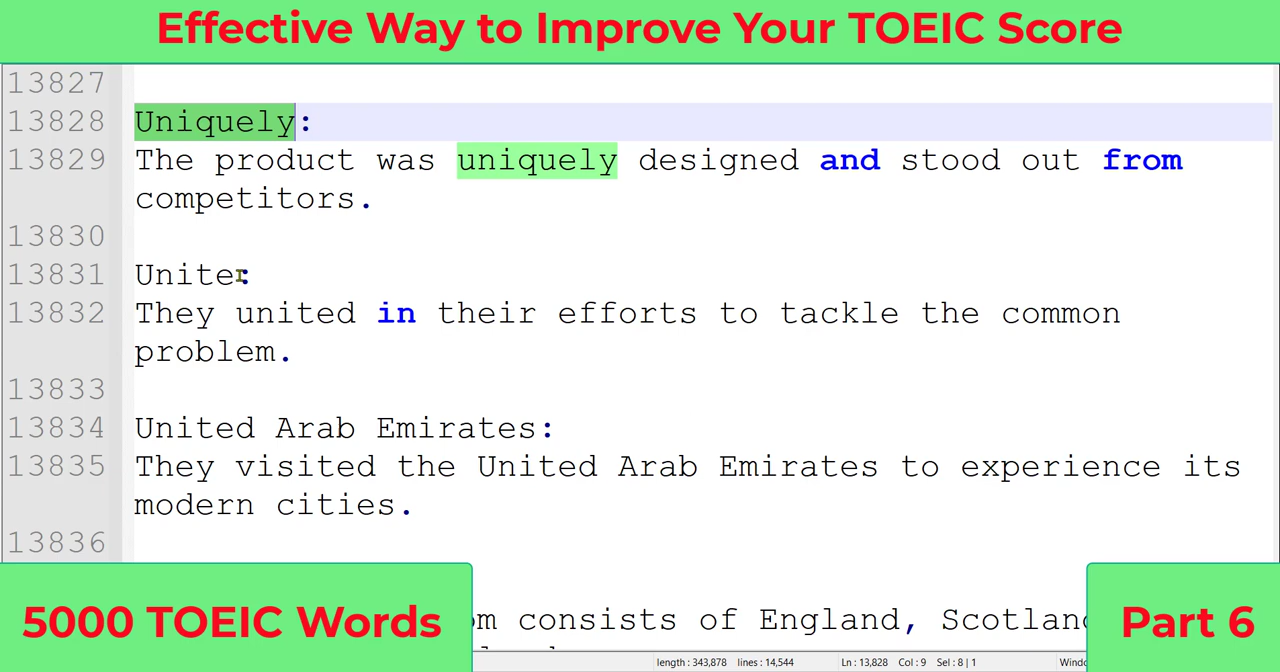 Effective Way to Improve Your TOEIC Score
13827
13828 Uniquely:
13829 The product was uniquely designed and stood out from
competitors.
13830
13831 Unite:
13832 They united in their efforts to tackle the common
problem.
13833
13834 United Arab Emirates:
13835 They visited the United Arab Emirates to experience its
modern cities.
13836
consists of England, Scotland
5000 TOEIC Words
Part 6
length : 343,878 lines : 14,544 Ln : 13,828 Col : 9 Sel : 8 | 1